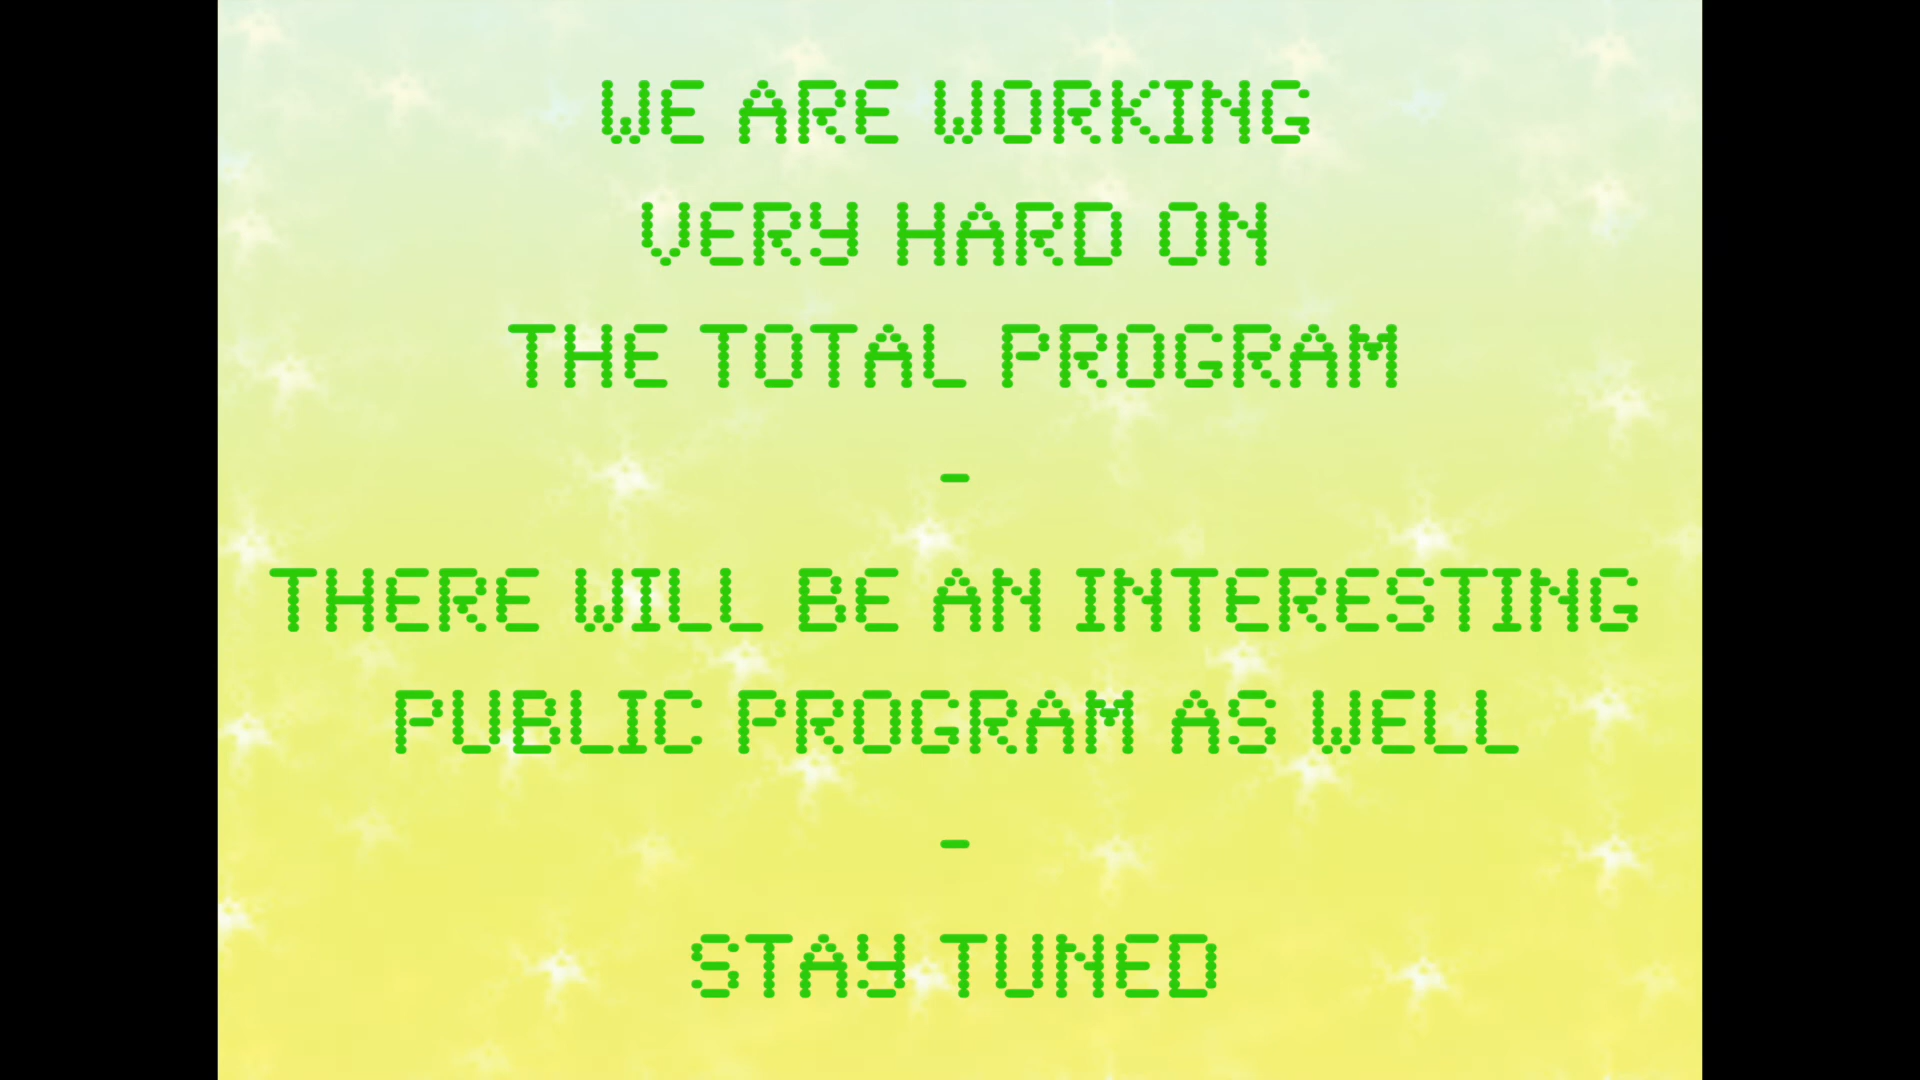 WE ARE WORKING
VERY HARD ON
THE TOTAL PROGRAM
-
THERE WILL BE AN INTERESTING
PUBLIC PROGRAM AS WELL
-
STAY TUNED